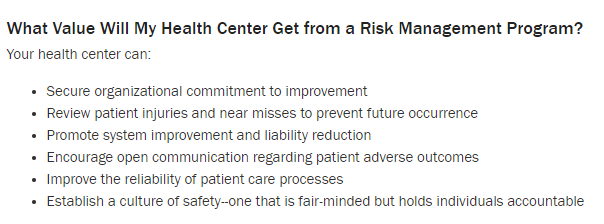 What Value Will My Health Center Get from a Risk Management Program?
Your health center can:
• Secure organizational commitment to improvement
• Review patient injuries and near misses to prevent future occurrence
• Promote system improvement and liability reduction
• Encourage open communication regarding patient adverse outcomes
• Improve the reliability of patient care processes
• Establish a culture of safety--one that is fair-minded but holds individuals accountable